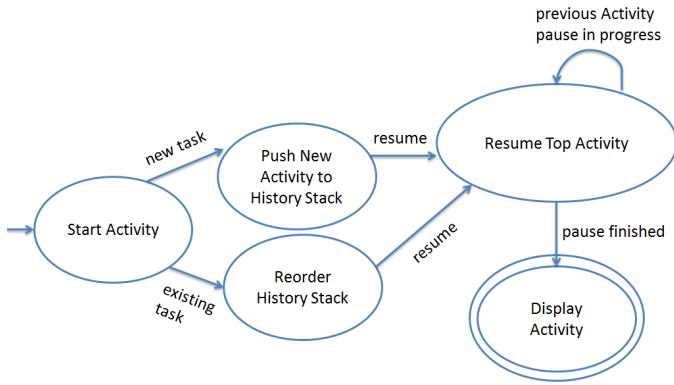 previous Activity
pause in progress
new task
Push New
Activity to
History Stack
resume
Resume Top Activity
Start Activity
existing
task
Reorder
History Stack
resume
pause finished
Display
Activity